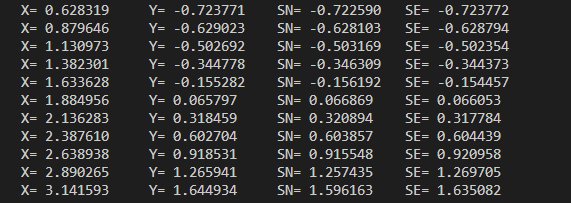 X= 0.628319 Y= -0.723771 SN= -0.722590 SE= -0.723772
X= 0.879646 Y= -0.629023 SN= -0.628103 SE= -0.628794
X= 1.130973 Y= -0.502692 SN= -0.503169 SE= -0.502354
X= 1.382301 Y= -0.344778 SN= -0.346309 SE= -0.344373
X= 1.633628 Y= -0.155282 SN= -0.156192 SE= -0.154457
X= 1.884956 Y= 0.065797 SN= 0.066869 SE= 0.066053
X= 2.136283 Y= 0.318459 SN= 0.320894 SE= 0.317784
X= 2.387610 Y= 0.602704 SN= 0.603857 SE= 0.604439
X= 2.638938 Y= 0.918531 SN= 0.915548 SE= 0.920958
X= 2.890265 Y= 1.265941 SN= 1.257435 SE= 1.269705
X= 3.141593 Y= 1.644934 SN= 1.596163 SE= 1.635082